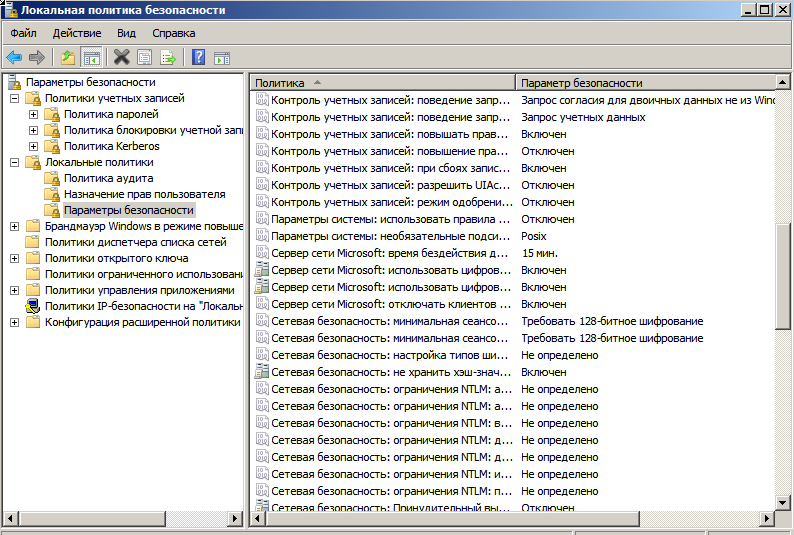 Локальная политика безопасности
Файл Действие Вид Справка
Параметры безопасности
Политики учетных записей
Политика паролей
Политика блокировки учетной запи
Политика Kerberos
Локальные политики
Политика аудита
Назначение прав пользователя
Параметры безопасности
Брандмауэр Windows в режиме повыше
Политики диспетчера списка сетей
Политики открытого ключа
Политики ограниченного использовани
Политики управления приложениями
Политики IP-безопасности на "Локальн
Конфигурация расширенной политики
Политика Параметр безопасности
Контроль учетных записей: поведение запр... Запрос согласия для двоичных данных не из Windo
Контроль учетных записей: поведение запр... Запрос учетных данных
Контроль учетных записей: повышать прав... Включен
Контроль учетных записей: повышение пра... Отключен
Контроль учетных записей: при сбоях запис... Включен
Контроль учетных записей: разрешить UIAc... Отключен
Контроль учетных записей: режим одобрени... Отключен
Параметры системы: использовать правила ... Отключен
Параметры системы: необязательные подси... Posix
Сервер сети Microsoft: время бездействия д... 15 мин.
Сервер сети Microsoft: использовать цифров... Включен
Сервер сети Microsoft: использовать цифров... Включен
Сервер сети Microsoft: отключать клиентов ... Включен
Сетевая безопасность: минимальная сеансо... Требовать 128-битное шифрование
Сетевая безопасность: минимальная сеансо... Требовать 128-битное шифрование
Сетевая безопасность: настройка типов ши... Не определено
Сетевая безопасность: не хранить хэш-знач... Включен
Сетевая безопасность: ограничения NTLM: а... Не определено
Сетевая безопасность: ограничения NTLM: а... Не определено
Сетевая безопасность: ограничения NTLM: в... Не определено
Сетевая безопасность: ограничения NTLM: д... Не определено
Сетевая безопасность: ограничения NTLM: д... Не определено
Сетевая безопасность: ограничения NTLM: и... Не определено
Сетевая безопасность: ограничения NTLM: п... Не определено
Сетевая безопасность: Принудительный вы... Отключен